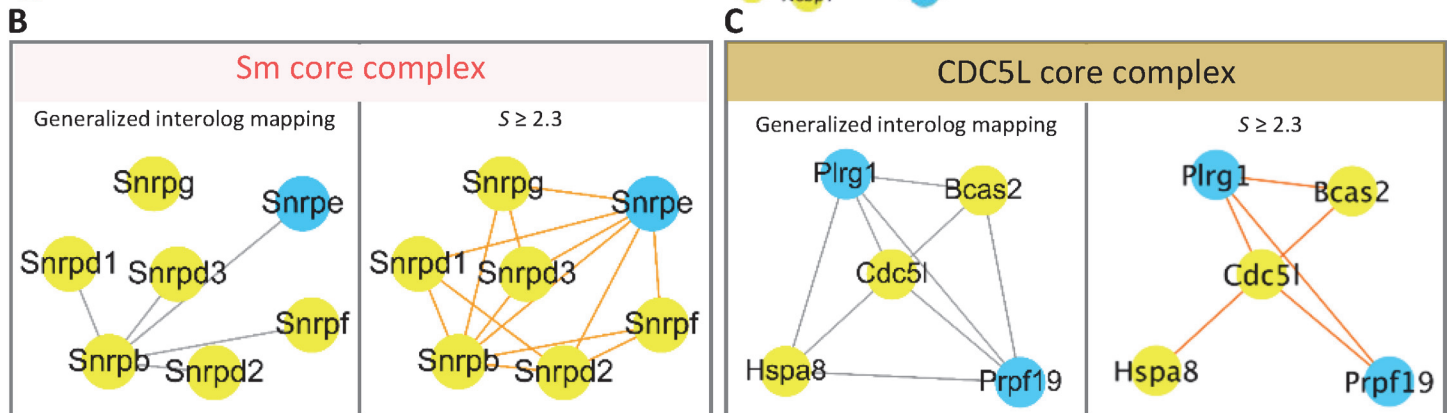 B
C
Sm core complex
CDC5L core complex
Generalized interolog mapping
S ≥ 2.3
Generalized interolog mapping
S ≥ 2.3
Snrpg
Snrpe
Snrpd1
Snrpd3
Snrpf
Snrpb
Snrpd2
Snrpg
Snrpe
Snrpd1
Snrpd3
Snrpf
Snrpb
Snrpd2
Plrg1
Bcas2
Cdc5l
Hspa8
Prpf19
Plrg1
Bcas2
Cdc5l
Hspa8
Prpf19